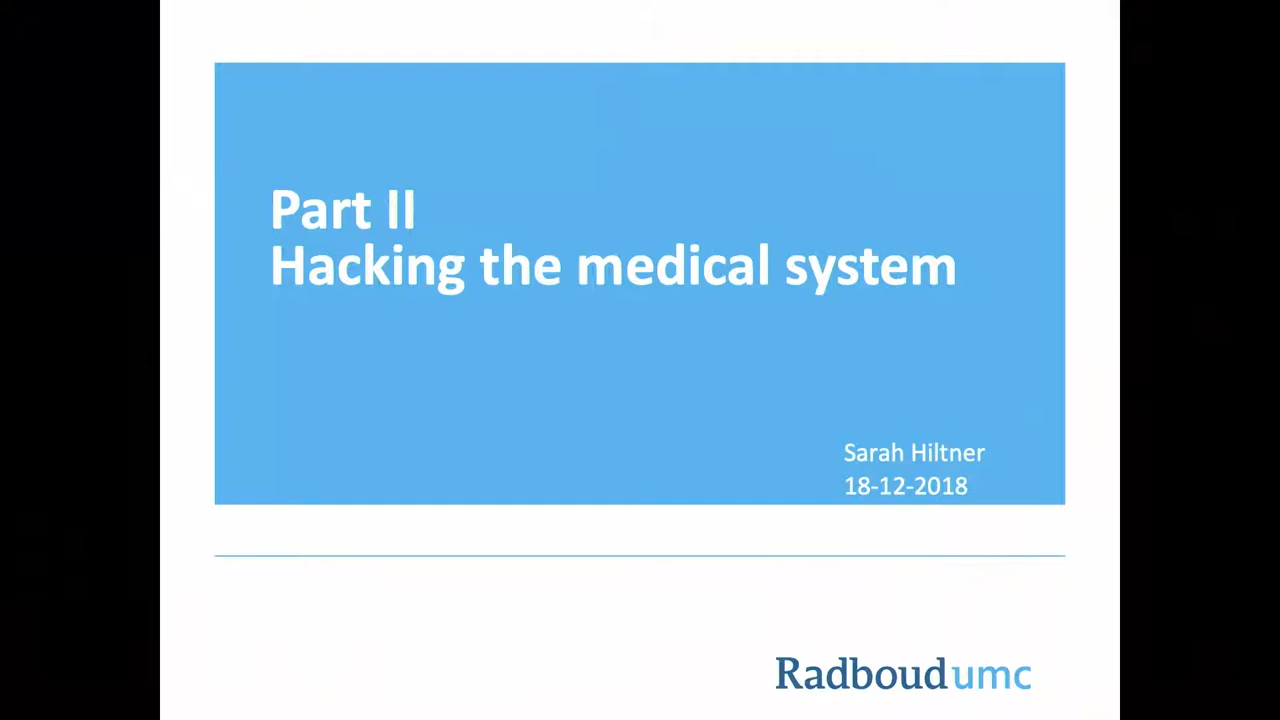 Part II
Hacking the medical system
Sarah Hiltner
18-12-2018
Radboudumc